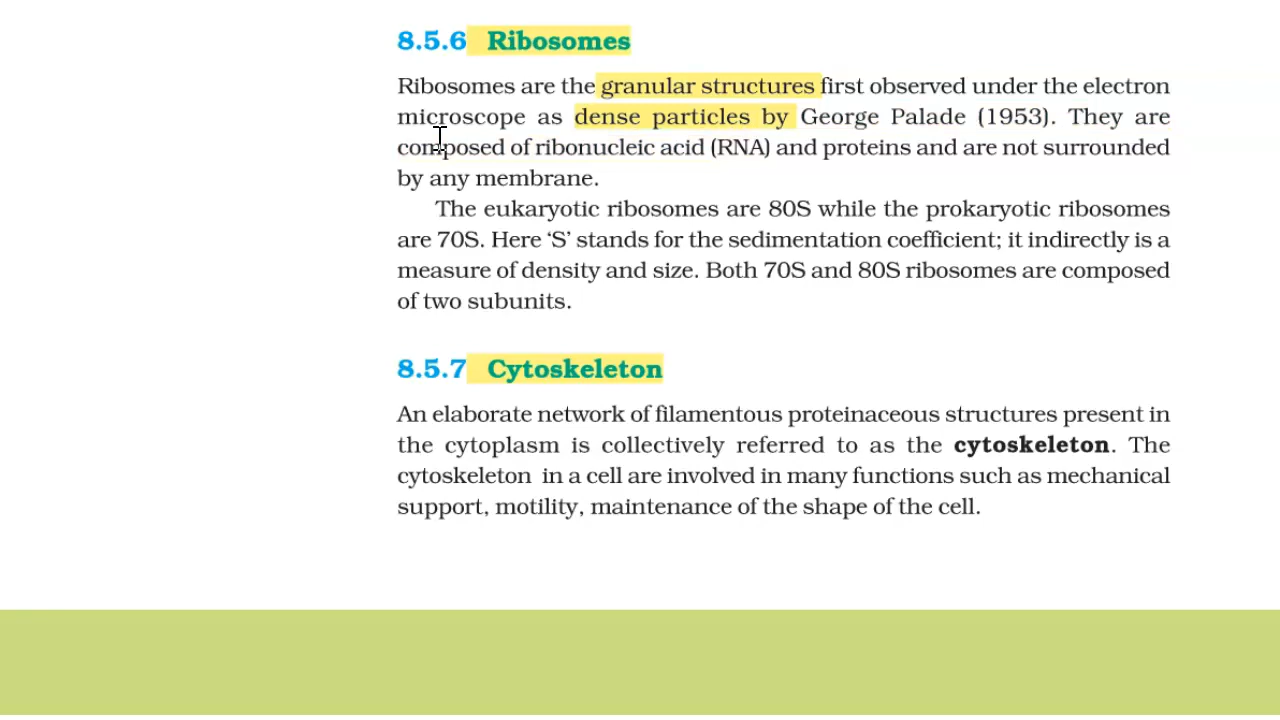 8.5.6 Ribosomes
Ribosomes are the granular structures first observed under the electron
microscope as dense particles by George Palade (1953). They are
composed of ribonucleic acid (RNA) and proteins and are not surrounded
by any membrane.
The eukaryotic ribosomes are 80S while the prokaryotic ribosomes
are 70S. Here ‘S’ stands for the sedimentation coefficient; it indirectly is a
measure of density and size. Both 70S and 80S ribosomes are composed
of two subunits.
8.5.7 Cytoskeleton
An elaborate network of filamentous proteinaceous structures present in
the cytoplasm is collectively referred to as the cytoskeleton. The
cytoskeleton in a cell are involved in many functions such as mechanical
support, motility, maintenance of the shape of the cell.